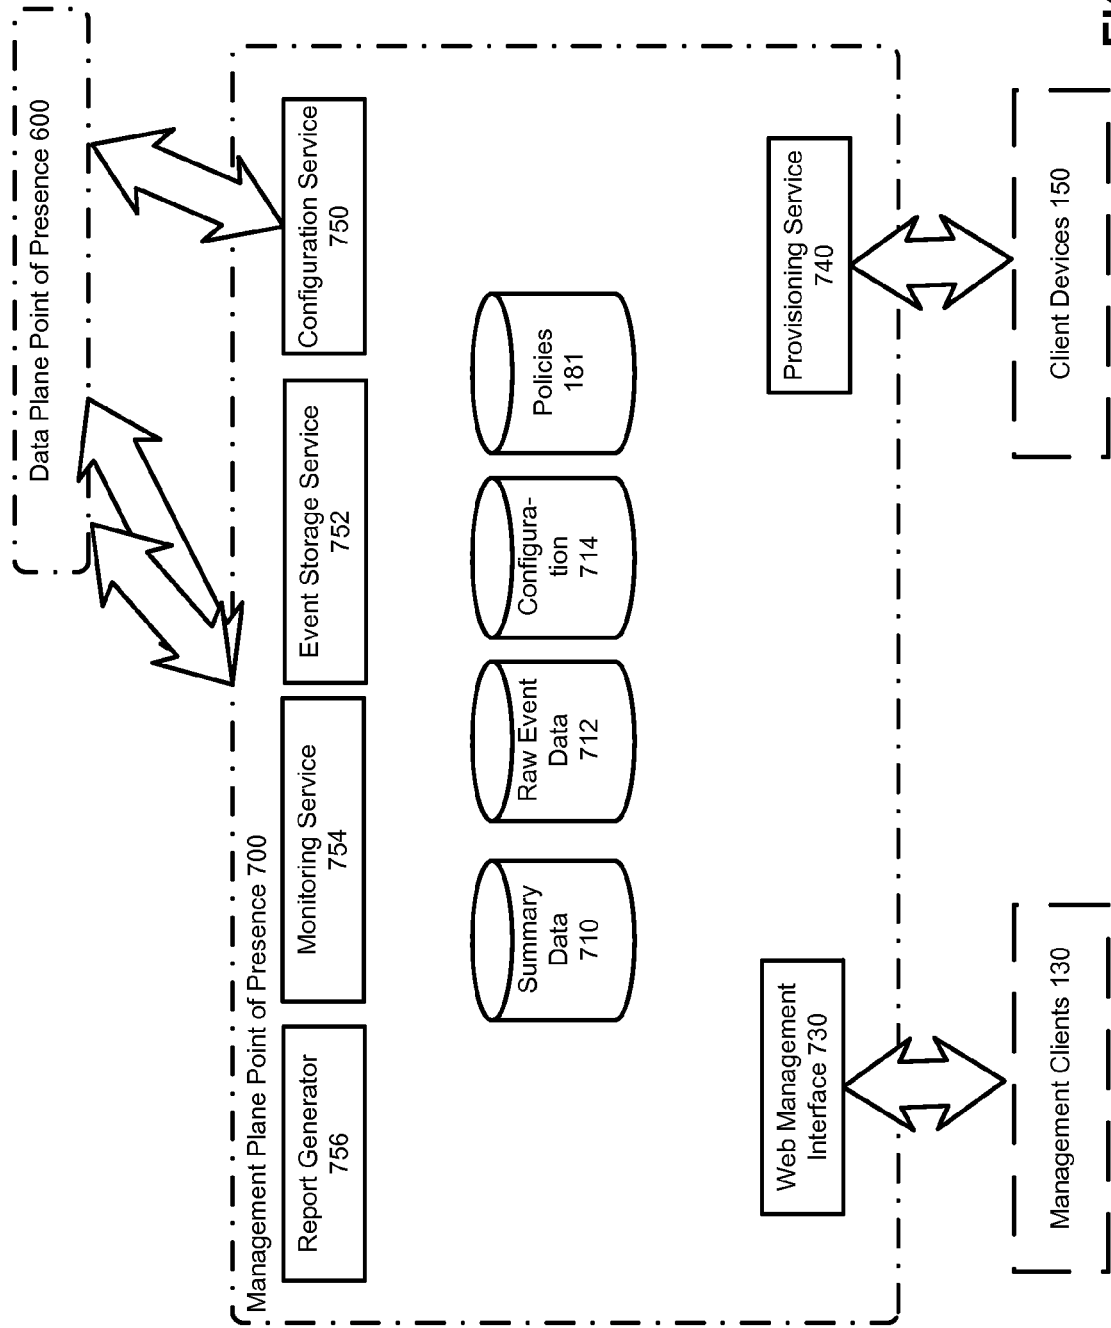 Data Plane Point of Presence 600
Management Plane Point of Presence 700
Report Generator
756
Monitoring Service
754
Event Storage Service
752
Configuration Service
750
Summary
Data
710
Raw Event
Data
712
Configura-
tion
714
Policies
181
Web Management
Interface 730
Provisioning Service
740
Management Clients 130
Client Devices 150